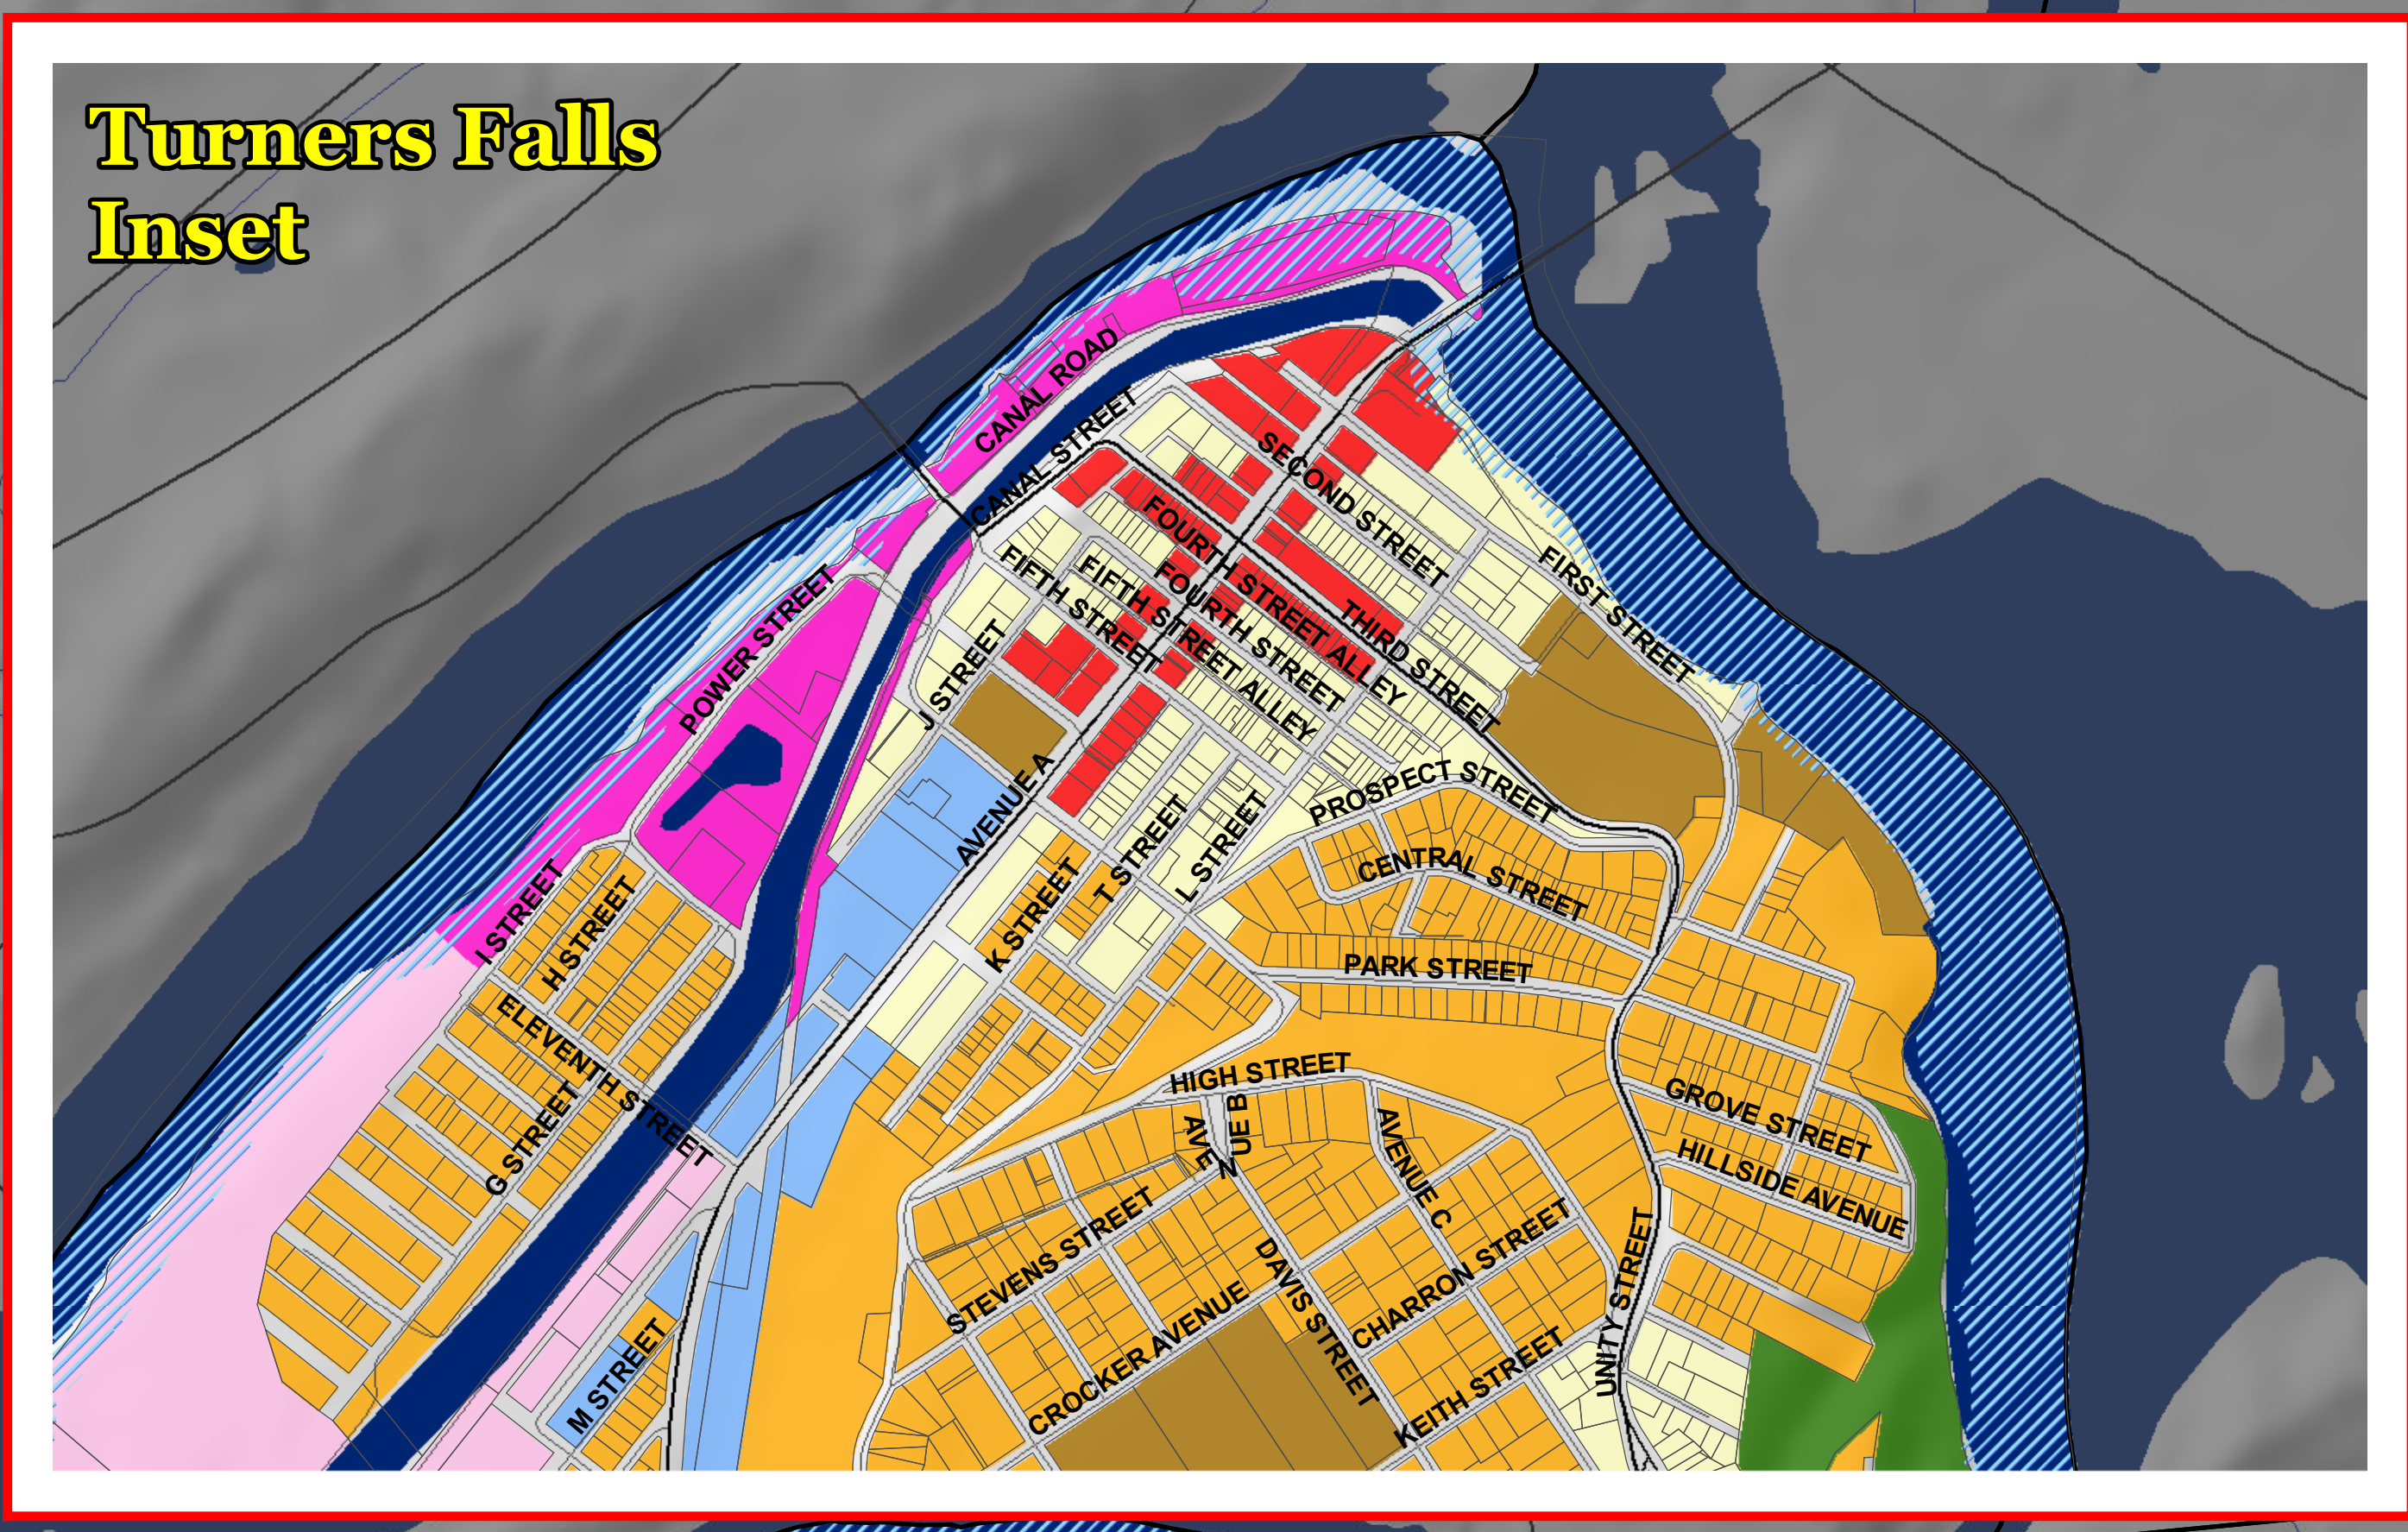 Turners Falls
Inset
CANAL ROAD
CANAL STREET
CANAL STREET
SECOND STREET
FOURTH STREET ALLEY
FIRST STREET
FIFTH STREET
FIFTH STREET ALLEY
FOURTH STREET
THIRD STREET
POWER STREET
J STREET
AVENUE A
PROSPECT STREET
T STREET
L STREET
CENTRAL STREET
K STREET
I STREET
H STREET
PARK STREET
ELEVENTH STREET
G STREET
HIGH STREET
AVENUE B
AVENUE C
GROVE STREET
HILLSIDE AVENUE
STEVENS STREET
DAVIS STREET
CHARRON STREET
UNITY STREET
CROCKER AVENUE
KEITH STREET
M STREET